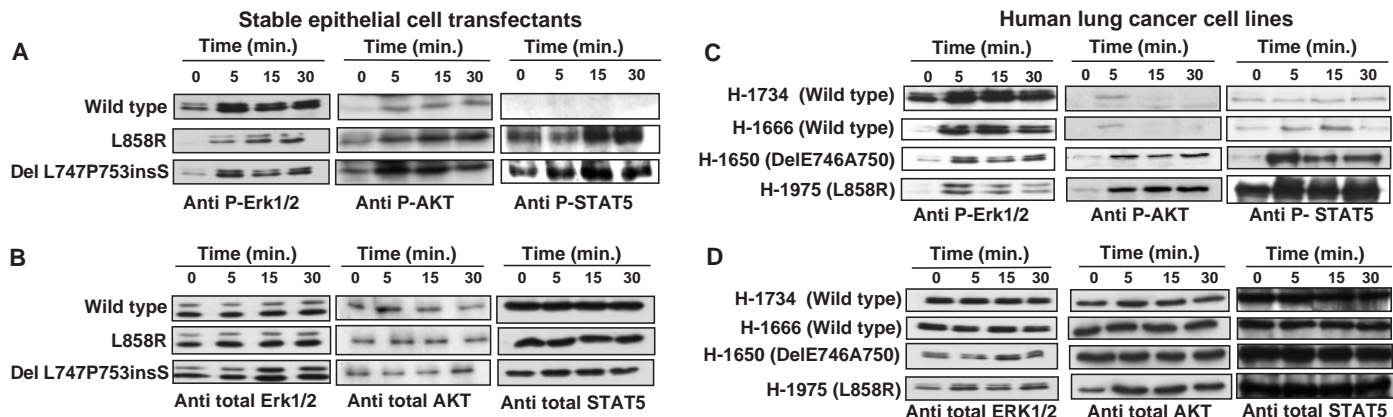 Stable epithelial cell transfectants
A
Time (min.) Time (min.) Time (min.)
0 5 15 30 0 5 15 30 0 5 15 30
Wild type
L858R
Del L747P753insS
Anti P-Erk1/2 Anti P-AKT Anti P-STAT5
B
Time (min.) Time (min.) Time (min.)
0 5 15 30 0 5 15 30 0 5 15 30
Wild type
L858R
Del L747P753insS
Anti total Erk1/2 Anti total AKT Anti total STAT5
Human lung cancer cell lines
C
Time (min.) Time (min.) Time (min.)
0 5 15 30 0 5 15 30 0 5 15 30
H-1734 (Wild type)
H-1666 (Wild type)
H-1650 (DelE746A750)
H-1975 (L858R)
Anti P-Erk1/2 Anti P-AKT Anti P- STAT5
D
Time (min.) Time (min.) Time (min.)
0 5 15 30 0 5 15 30 0 5 15 30
H-1734 (Wild type)
H-1666 (Wild type)
H-1650 (DelE746A750)
H-1975 (L858R)
Anti total ERK1/2 Anti total AKT Anti total STAT5